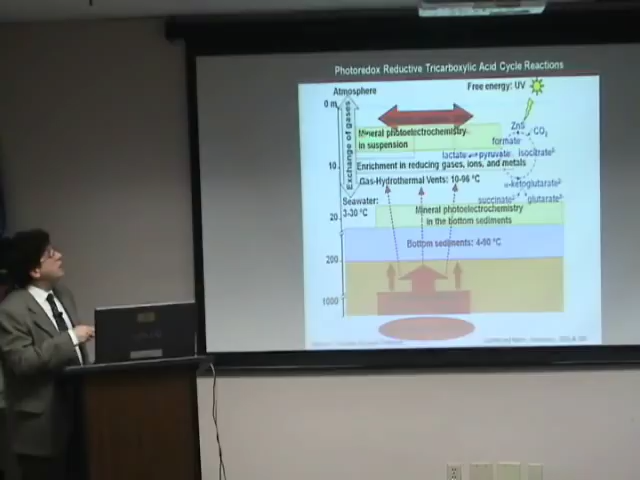 Photoredox Reductive Tricarboxylic Acid Cycle Reactions
Atmosphere
Free energy: UV
0 m
Exchange of gases
Mineral photoelectrochemistry
in suspension
ZnS
CO2
formate
lactate
pyruvate
isocitrate
10
Enrichment in reducing gases, ions, and metals
Gas-Hydrothermal Vents: 10-96 °C
α-ketoglutarate
succinate
glutarate
Seawater:
3-30 °C
20
Mineral photoelectrochemistry
in the bottom sediments
Bottom sediments: 4-60 °C
200
1000